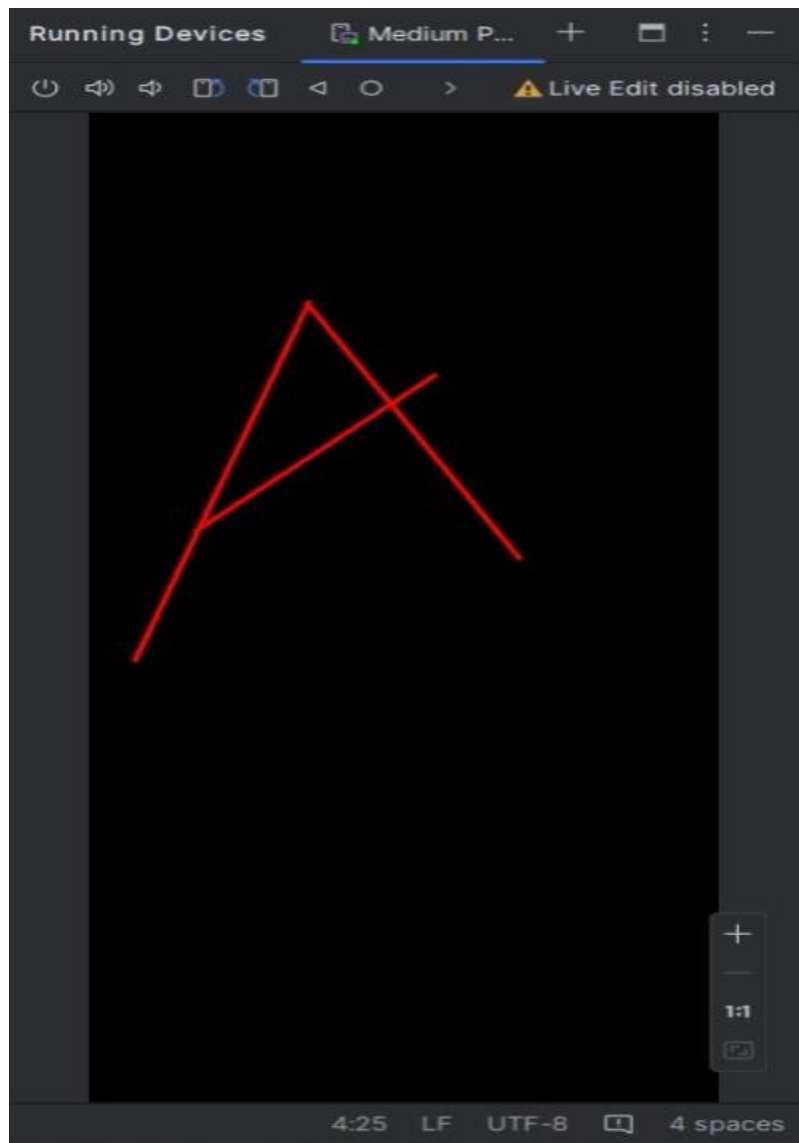 Running Devices Medium P...
Live Edit disabled
A
1:1
4:25 LF UTF-8 4 spaces